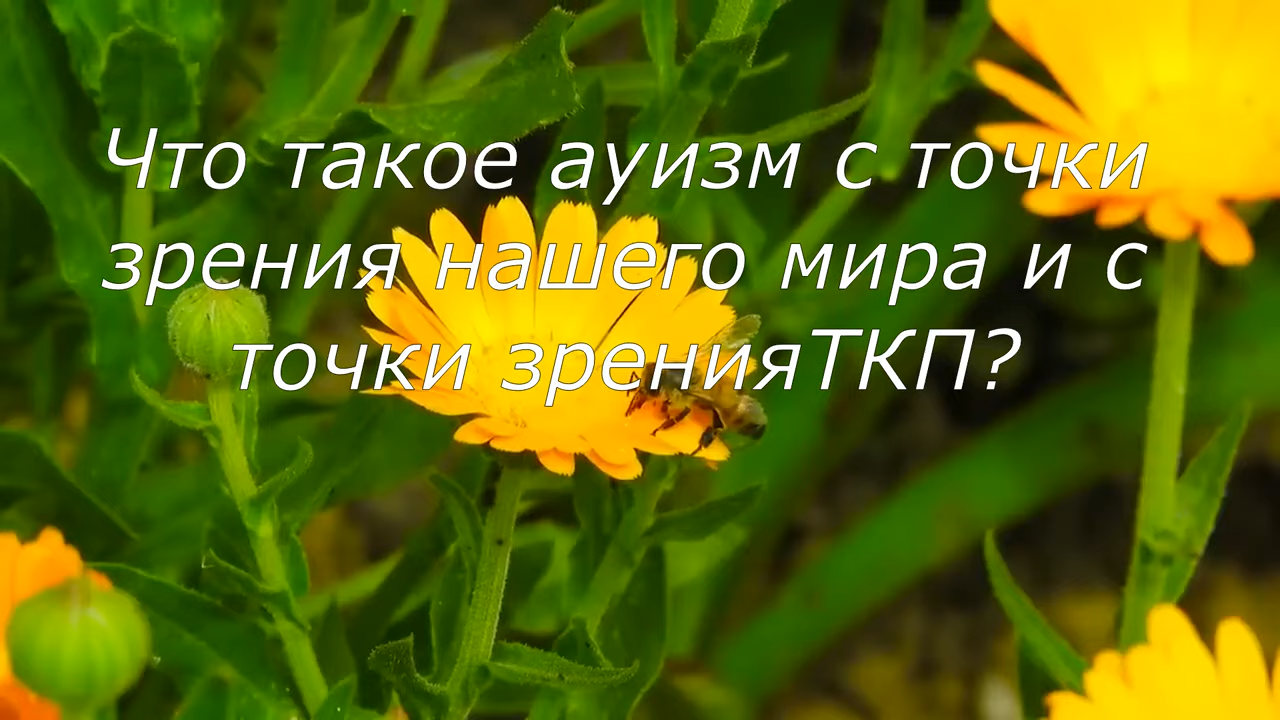 Что такое ауизм с точки
зрения нашего мира и с
точки зренияТКП?